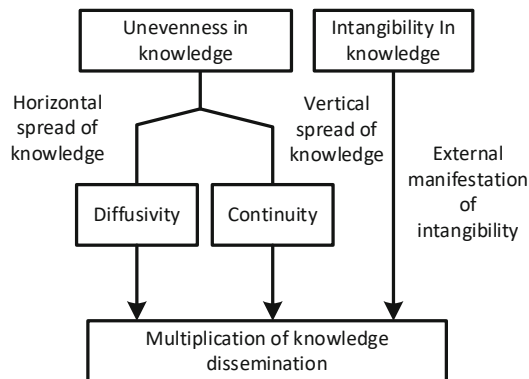 Unevenness in
knowledge
Intangibility In
knowledge
Horizontal
spread of
knowledge
Vertical
spread of
knowledge
External
manifestation
of
intangibility
Diffusivity
Continuity
Multiplication of knowledge
dissemination